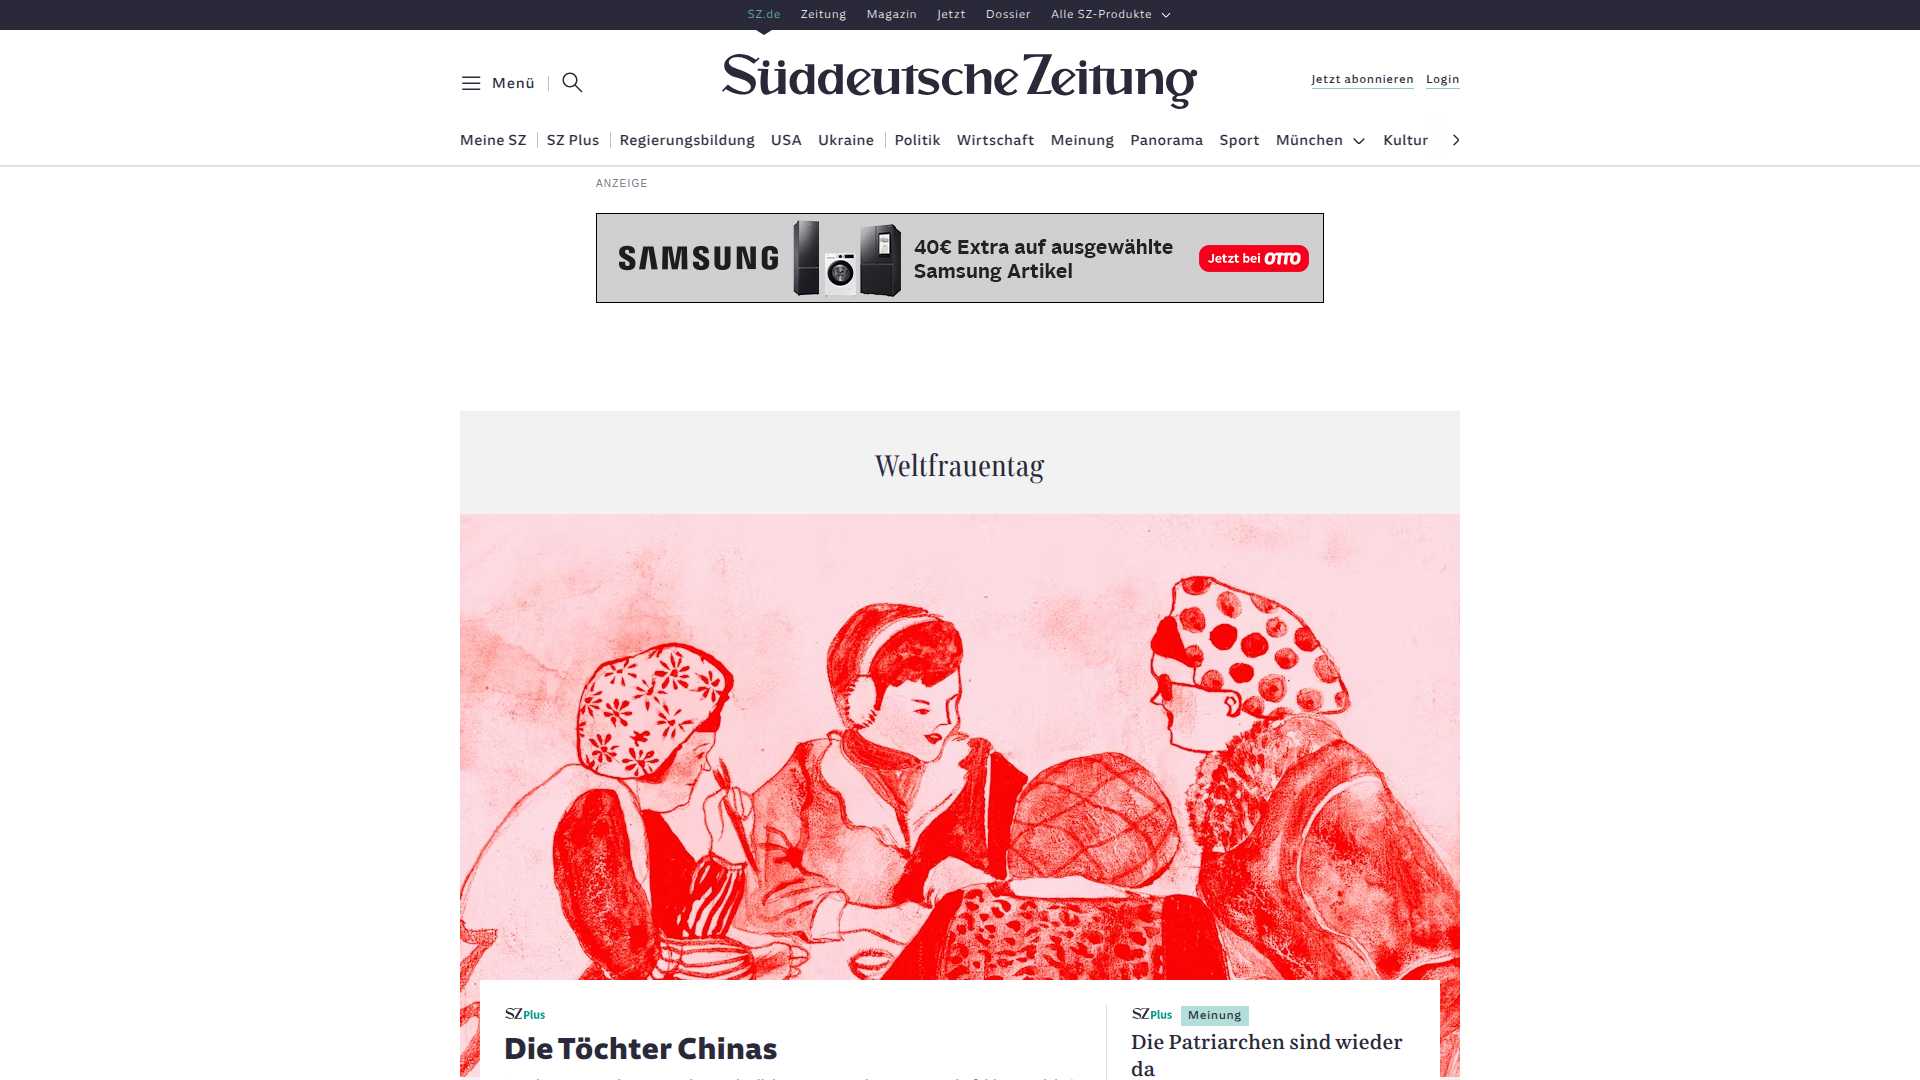 SZ.de Zeitung Magazin Jetzt Dossier Alle SZ-Produkte
Menü
Süddeutsche Zeitung
Jetzt abonnieren Login
Meine SZ SZ Plus Regierungsbildung USA Ukraine Politik Wirtschaft Meinung Panorama Sport München Kultur
ANZEIGE
SAMSUNG
40€ Extra auf ausgewählte
Samsung Artikel
Jetzt bei OTTO
Weltfrauentag
SZ Plus
Die Töchter Chinas
SZ Plus Meinung
Die Patriarchen sind wieder
da